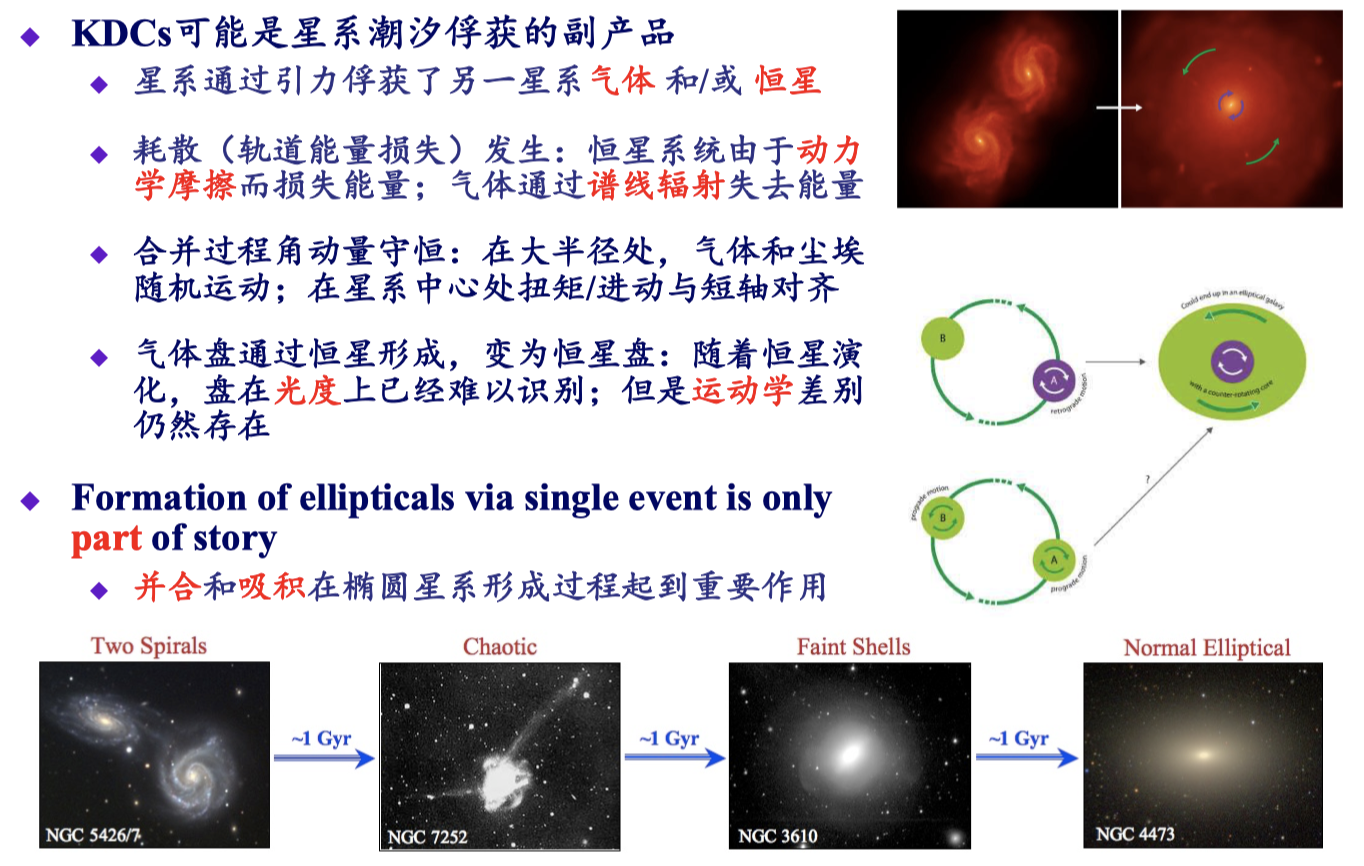 KDCs可能是星系潮汐俘获的副产品
星系通过引力俘获了另一星系气体 和/或 恒星
耗散（轨道能量损失）发生：恒星系统由于动力
学摩擦而损失能量；气体通过谱线辐射失去能量
合并过程角动量守恒：在大半径处，气体和尘埃
随机运动；在星系中心处扭矩/进动与短轴对齐
气体盘通过恒星形成，变为恒星盘：随着恒星演
化，盘在光度上已经难以识别；但是运动学差别
仍然存在
Formation of ellipticals via single event is only
part of story
并合和吸积在椭圆星系形成过程起到重要作用
B
A
retrograde motion
Could end up in an elliptical galaxy
with a counter-rotating core
prograde motion
B
A
prograde motion
?
Two Spirals
Chaotic
Faint Shells
Normal Elliptical
~1 Gyr
~1 Gyr
~1 Gyr
NGC 5426/7
NGC 7252
NGC 3610
NGC 4473